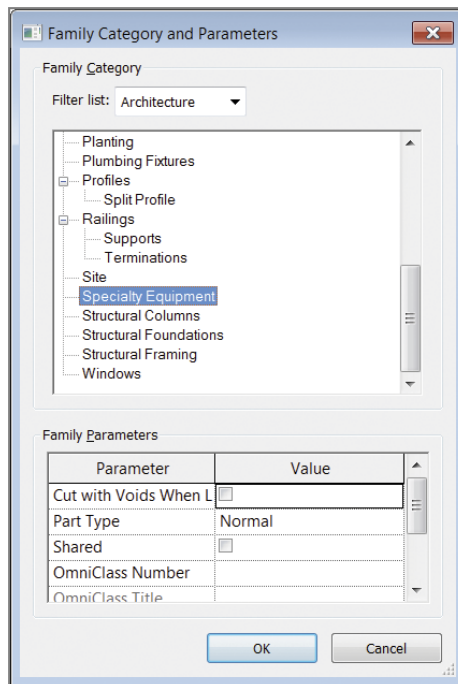 Family Category and Parameters
Family Category
Filter list: Architecture
Planting
Plumbing Fixtures
Profiles
Split Profile
Railings
Supports
Terminations
Site
Specialty Equipment
Structural Columns
Structural Foundations
Structural Framing
Windows
Family Parameters
Parameter Value
Cut with Voids When L
Part Type Normal
Shared
OmniClass Number
OmniClass Title
OK Cancel